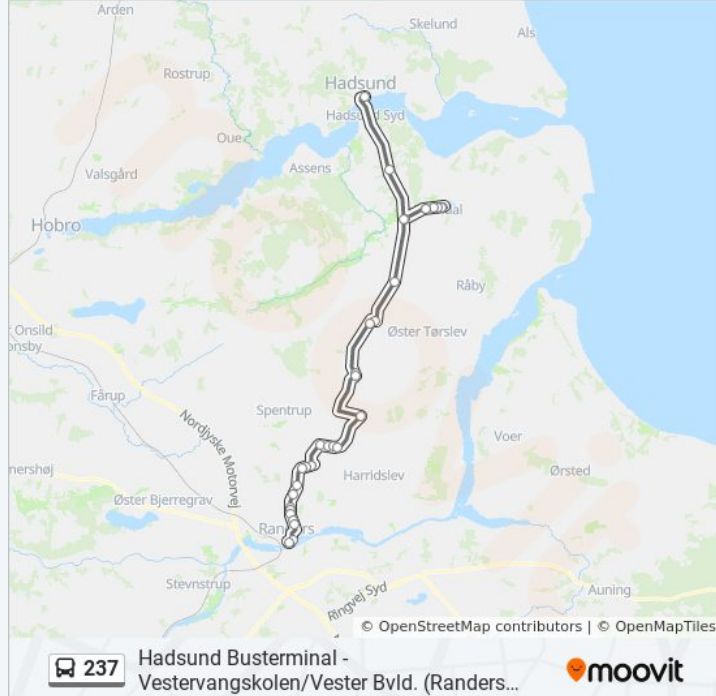 Arden
Skelund
Als
Rostrup
Hadsund
Hadsund Syd
Oue
Assens
Valsgård
Hobro
Råby
Onsild
Øster Tørslev
Fårup
Spentrup
Nordjyske Motorvej
Voer
Harridslev
Ørsted
Øster Bjerregrav
Randers
Stevnstrup
Ringvej Syd
Auning
© OpenStreetMap contributors | © OpenMapTiles
237
Hadsund Busterminal -
Vestervangskolen/Vester Bvld. (Randers...
moovit